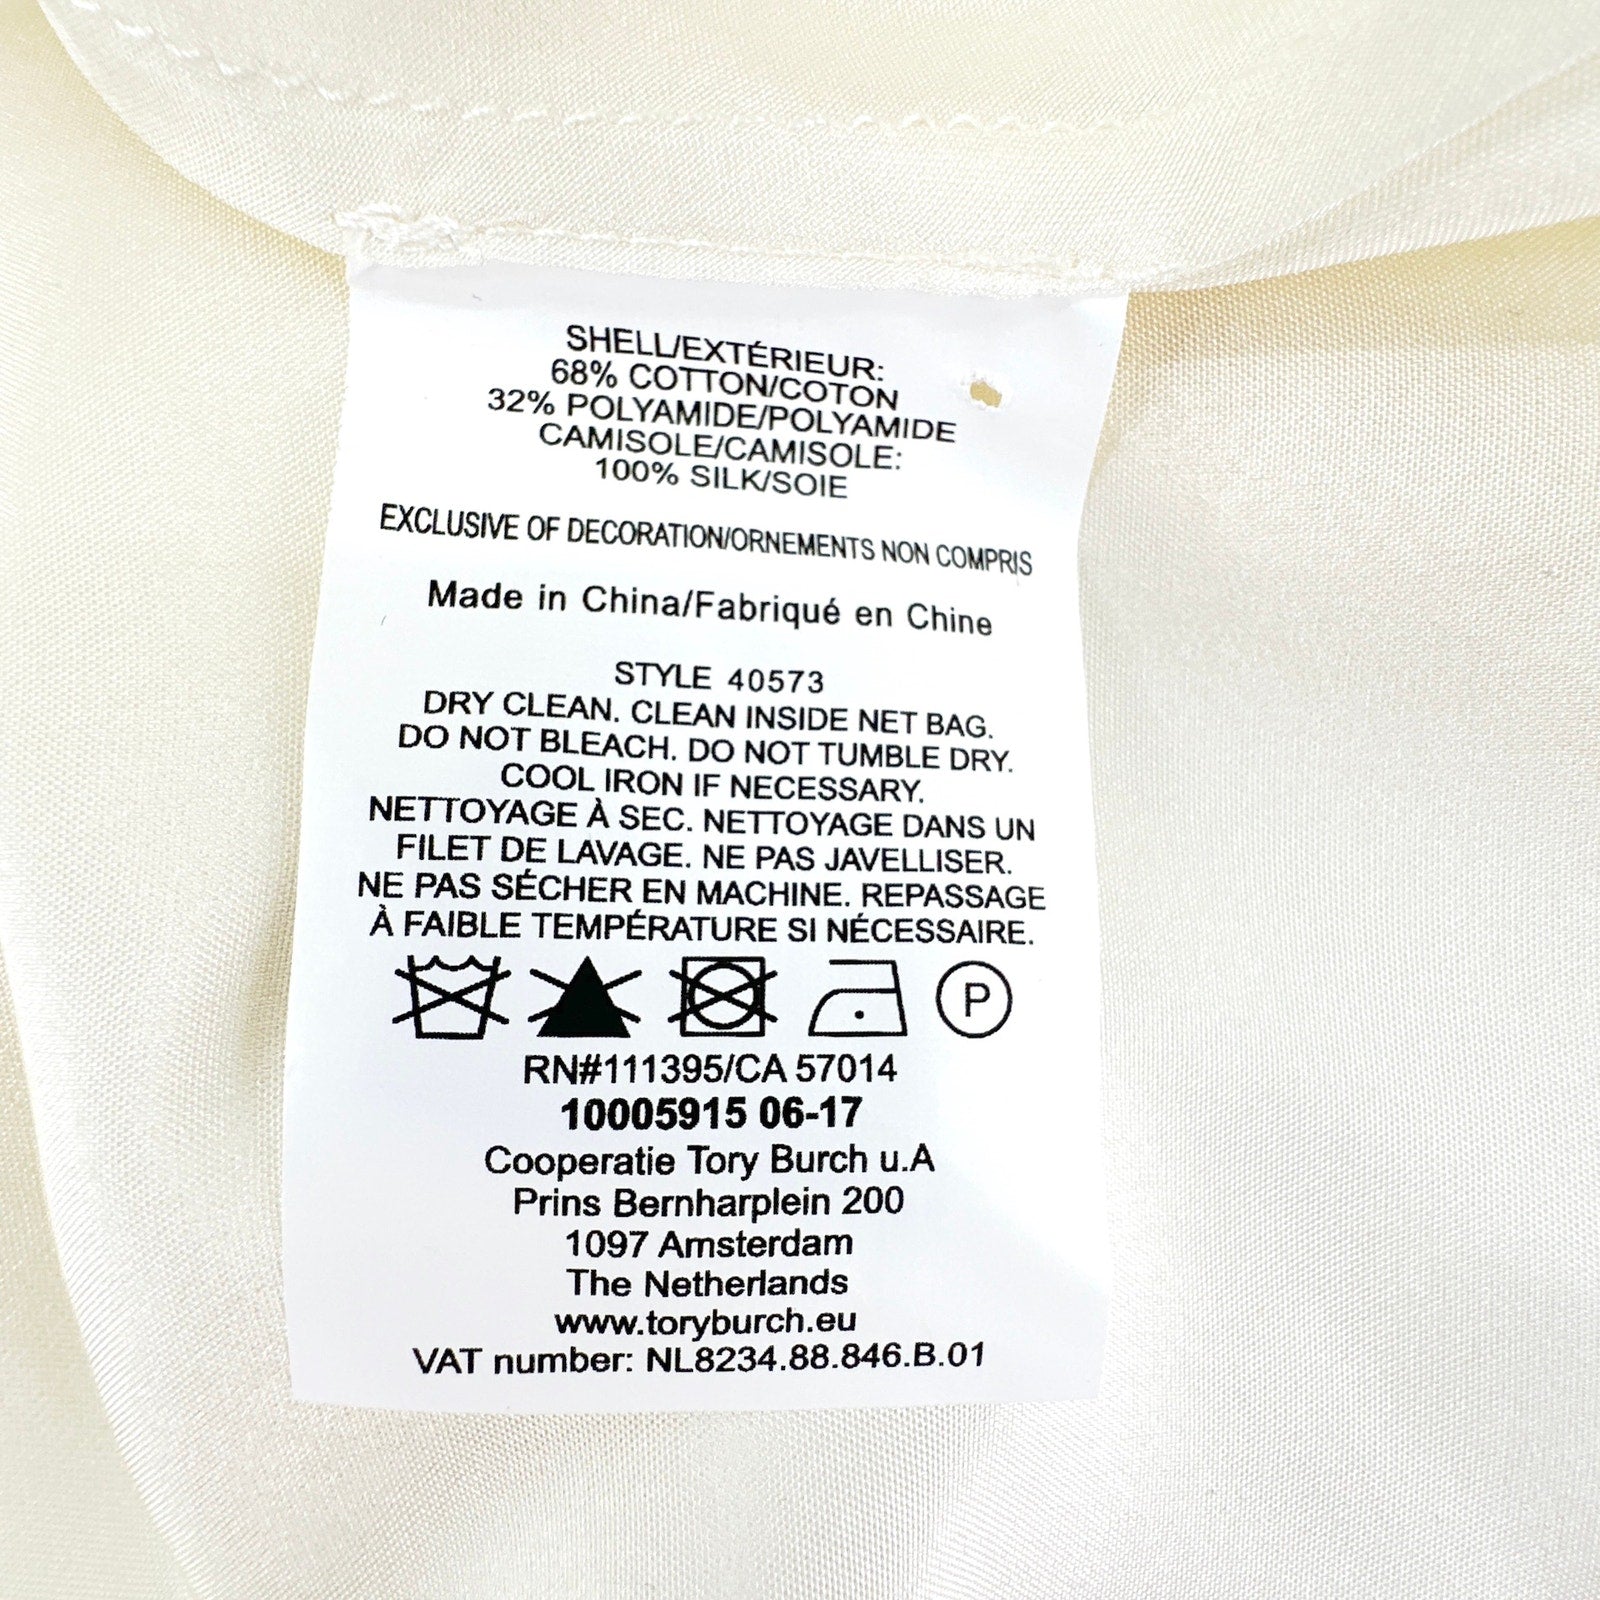 SHELL/EXTÉRIEUR:
68% COTTON/COTON
32% POLYAMIDE/POLYAMIDE
CAMISOLE/CAMISOLE:
100% SILK/SOIE
EXCLUSIVE OF DECORATION/ORNEMENTS NON COMPRIS
Made in China/Fabriqué en Chine
STYLE 40573
DRY CLEAN. CLEAN INSIDE NET BAG.
DO NOT BLEACH. DO NOT TUMBLE DRY.
COOL IRON IF NECESSARY.
NETTOYAGE À SEC. NETTOYAGE DANS UN
FILET DE LAVAGE. NE PAS JAVELLISER.
NE PAS SÉCHER EN MACHINE. REPASSAGE
À FAIBLE TEMPÉRATURE SI NÉCESSAIRE.
P
RN#111395/CA 57014
10005915 06-17
Cooperatie Tory Burch u.A
Prins Bernharplein 200
1097 Amsterdam
The Netherlands
www.toryburch.eu
VAT number: NL8234.88.846.B.01